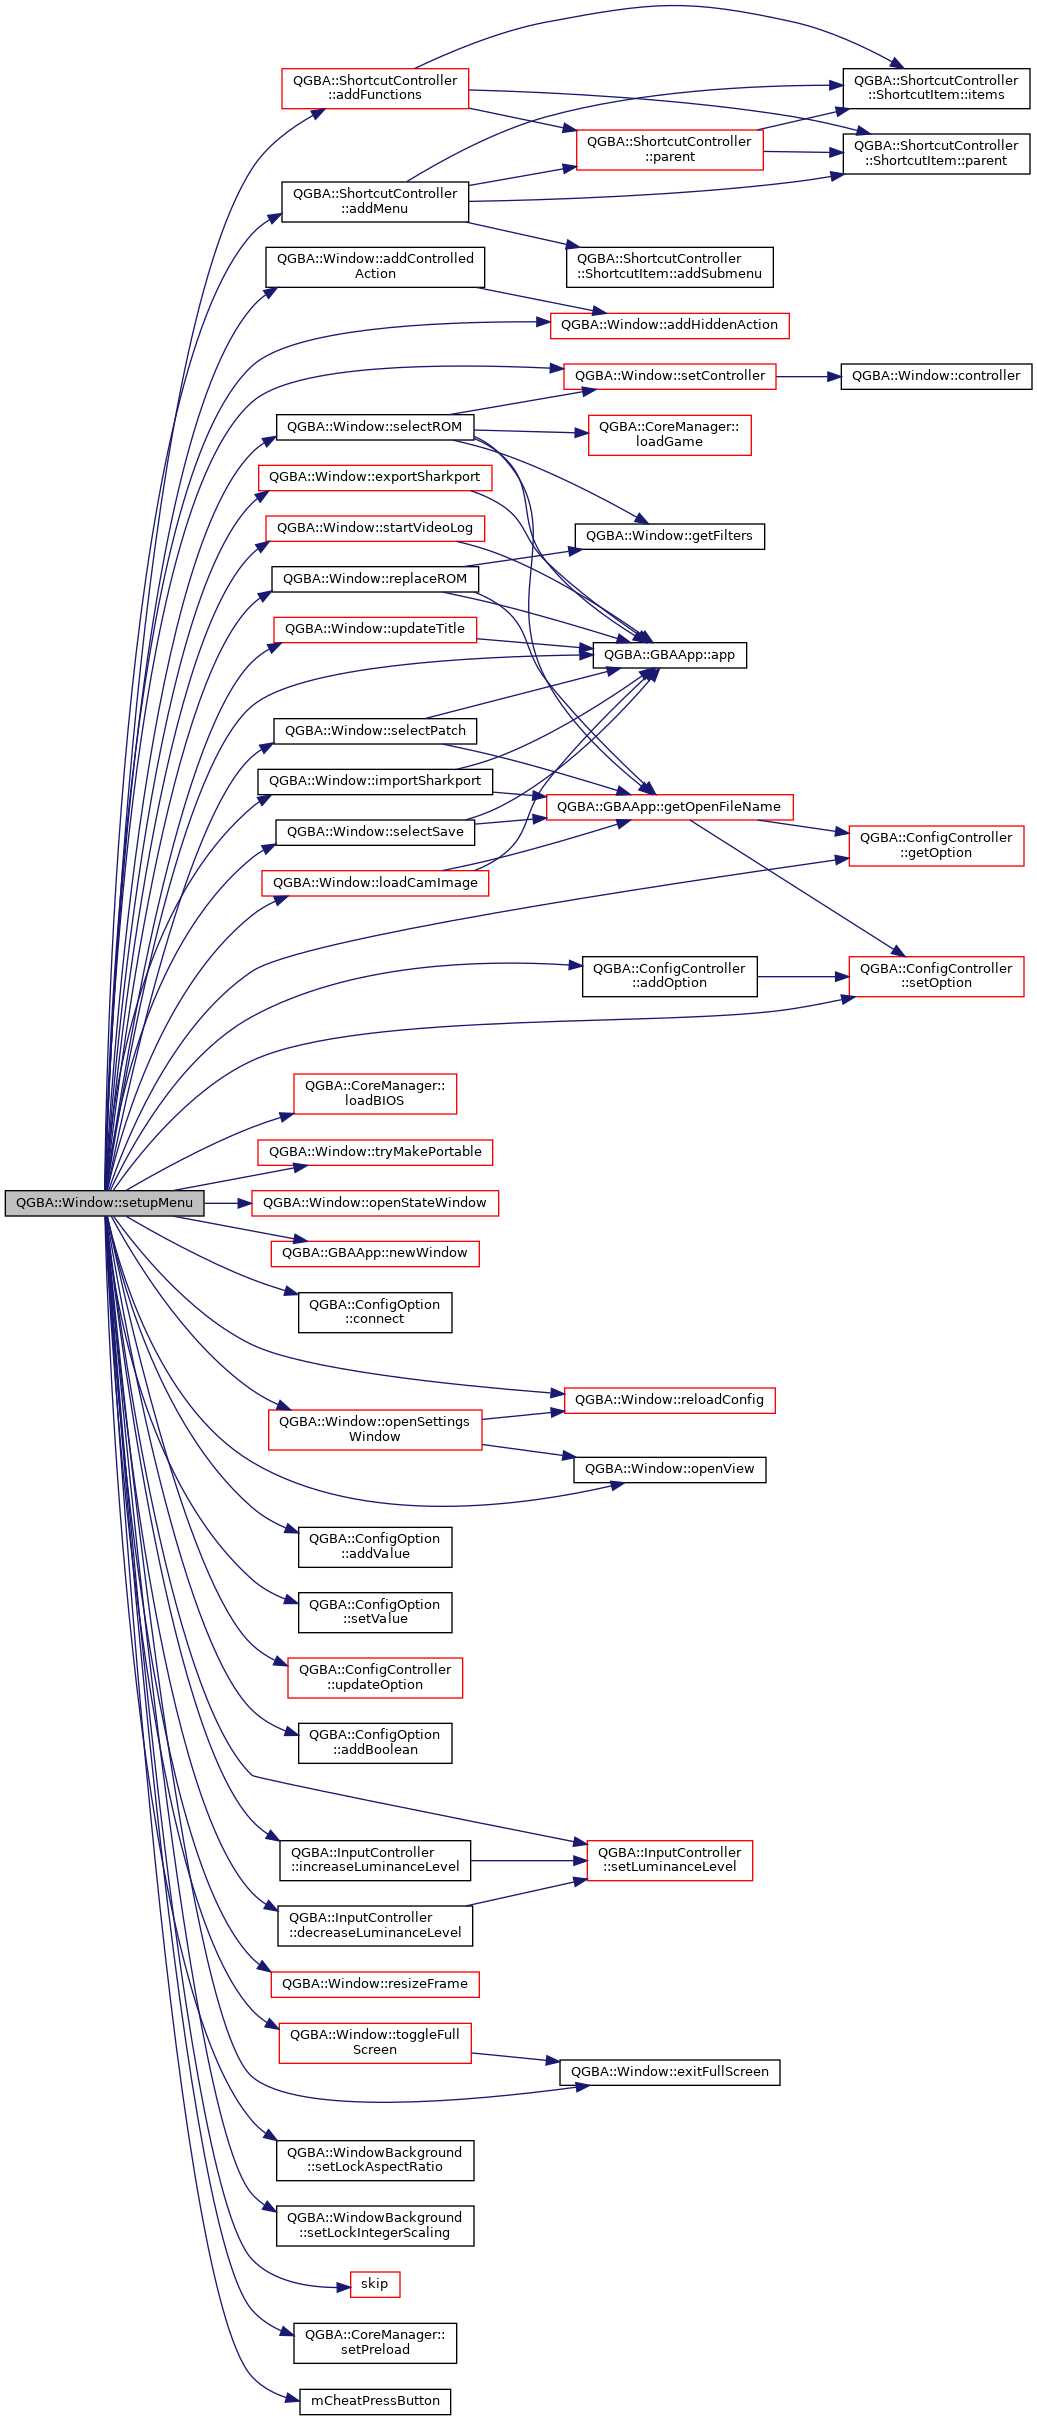 QGBA::ShortcutController
::addFunctions
QGBA::ShortcutController
::ShortcutItem::items
QGBA::ShortcutController
::parent
QGBA::ShortcutController
::ShortcutItem::parent
QGBA::ShortcutController
::addMenu
QGBA::Window::addControlled
Action
QGBA::ShortcutController
::ShortcutItem::addSubmenu
QGBA::Window::addHiddenAction
QGBA::Window::setController
QGBA::Window::controller
QGBA::Window::selectROM
QGBA::CoreManager::
loadGame
QGBA::Window::exportSharkport
QGBA::Window::startVideoLog
QGBA::Window::getFilters
QGBA::Window::replaceROM
QGBA::Window::updateTitle
QGBA::GBAApp::app
QGBA::Window::selectPatch
QGBA::Window::importSharkport
QGBA::GBAApp::getOpenFileName
QGBA::Window::selectSave
QGBA::ConfigController
::getOption
QGBA::Window::loadCamImage
QGBA::ConfigController
::addOption
QGBA::ConfigController
::setOption
QGBA::CoreManager::
loadBIOS
QGBA::Window::tryMakePortable
QGBA::Window::setupMenu
QGBA::Window::openStateWindow
QGBA::GBAApp::newWindow
QGBA::ConfigOption
::connect
QGBA::Window::reloadConfig
QGBA::Window::openSettings
Window
QGBA::Window::openView
QGBA::ConfigOption
::addValue
QGBA::ConfigOption
::setValue
QGBA::ConfigController
::updateOption
QGBA::ConfigOption
::addBoolean
QGBA::InputController
::increaseLuminanceLevel
QGBA::InputController
::setLuminanceLevel
QGBA::InputController
::decreaseLuminanceLevel
QGBA::Window::resizeFrame
QGBA::Window::toggleFull
Screen
QGBA::Window::exitFullScreen
QGBA::WindowBackground
::setLockAspectRatio
QGBA::WindowBackground
::setLockIntegerScaling
skip
QGBA::CoreManager::
setPreload
mCheatPressButton